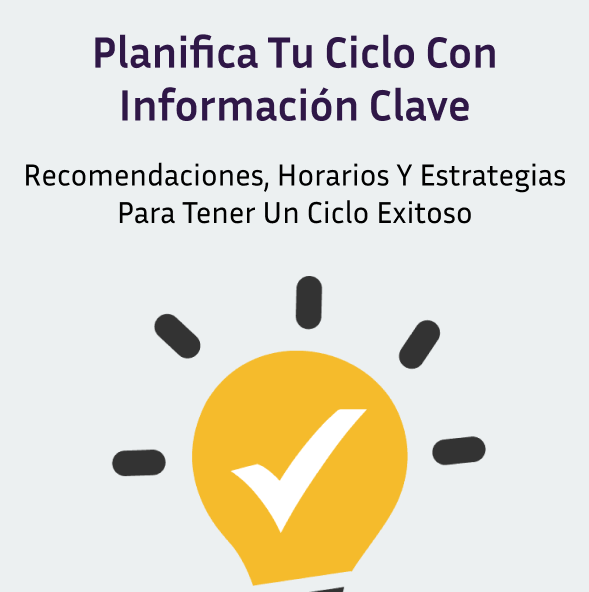 Planifica Tu Ciclo Con
Información Clave
Recomendaciones, Horarios Y Estrategias
Para Tener Un Ciclo Exitoso